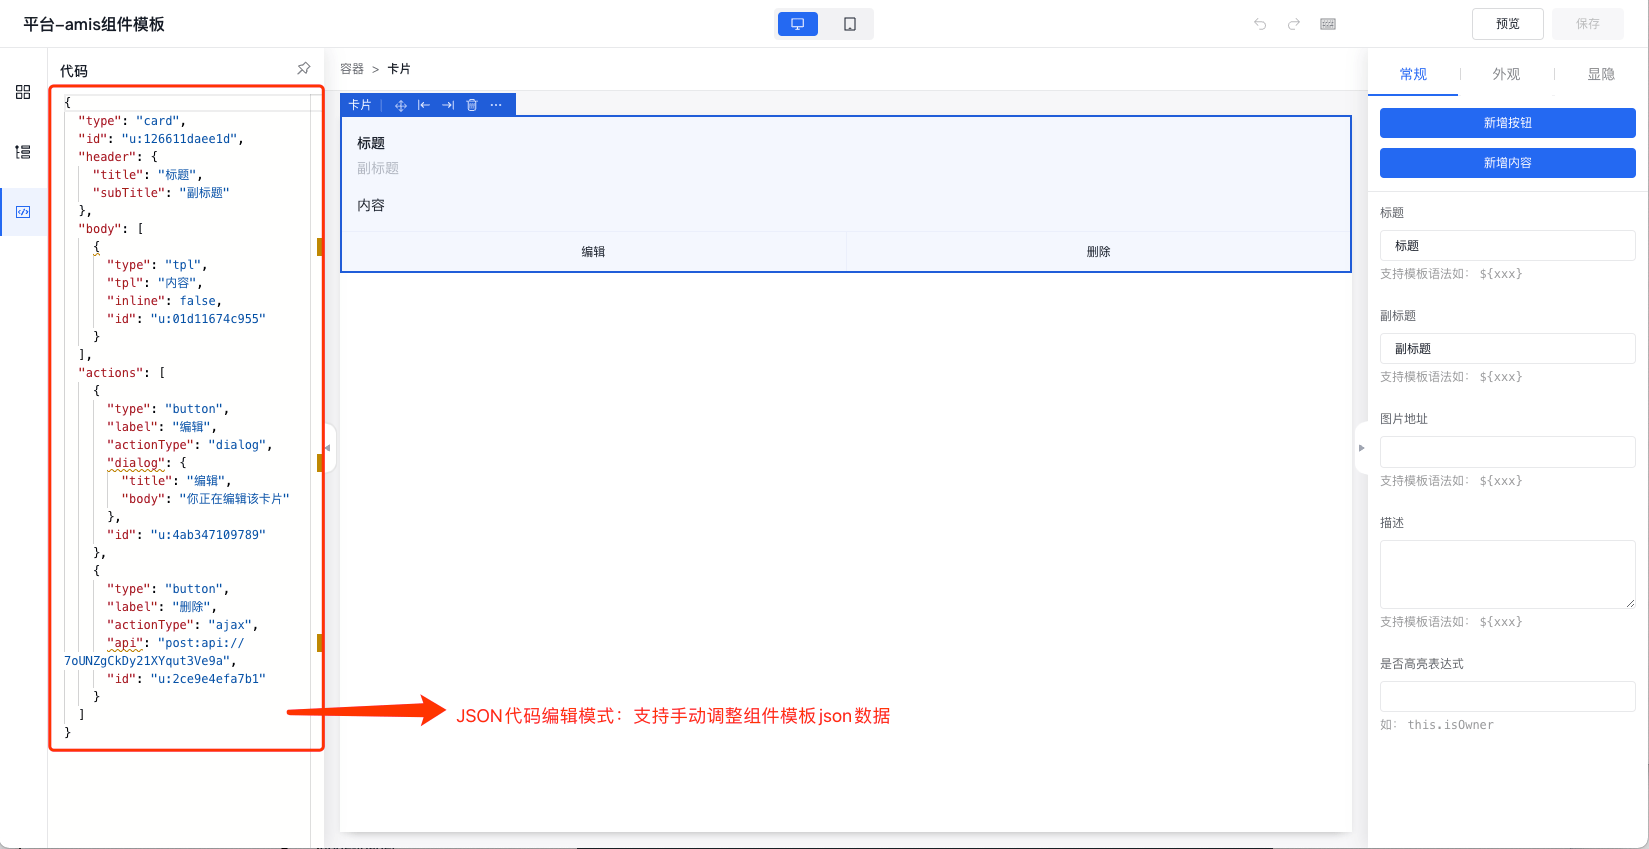 平台-amis组件模板
预览
保存
代码
{
"type": "card",
"id": "u:126611daee1d",
"header": {
"title": "标题",
"subTitle": "副标题"
},
"body": [
{
"type": "tpl",
"tpl": "内容",
"inline": false,
"id": "u:01d11674c955"
}
],
"actions": [
{
"type": "button",
"label": "编辑",
"actionType": "dialog",
"dialog": {
"title": "编辑",
"body": "你正在编辑该卡片"
},
"id": "u:4ab347109789"
},
{
"type": "button",
"label": "删除",
"actionType": "ajax",
"api": "post:api://
7oUNZgCkDy21XYqut3Ve9a",
"id": "u:2ce9e4efa7b1"
}
]
}
容器 > 卡片
卡片
标题
副标题
内容
编辑 删除
JSON代码编辑模式：支持手动调整组件模板json数据
常规 外观 显隐
新增按钮
新增内容
标题
标题
支持模板语法如： ${xxx}
副标题
副标题
支持模板语法如： ${xxx}
图片地址
支持模板语法如： ${xxx}
描述
支持模板语法如： ${xxx}
是否高亮表达式
如： this.isOwner